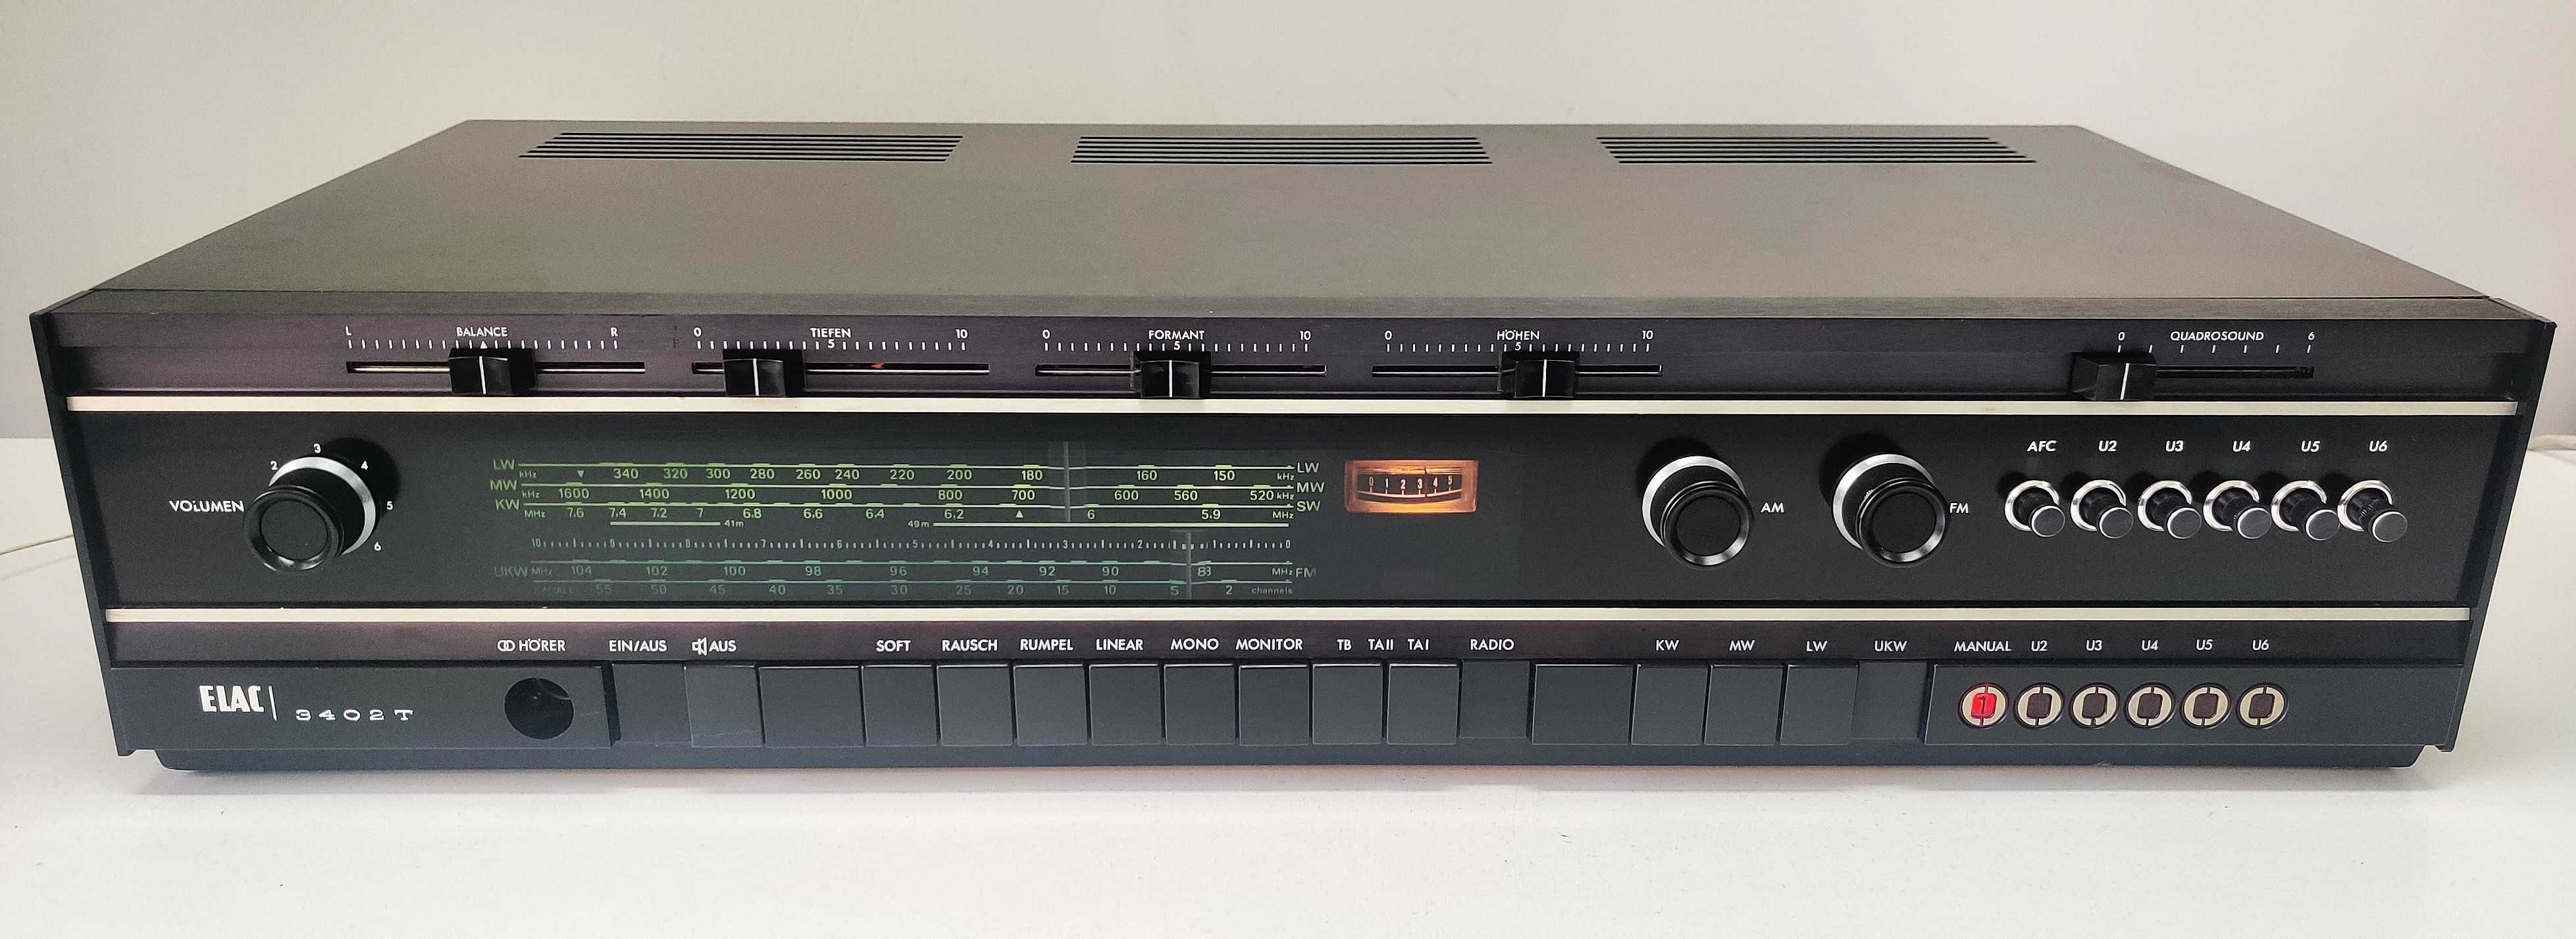 L BALANCE R
0 TIEFEN 10
5
0 FORMANT 10
5
0 HÖHEN 10
5
0 QUADROSOUND 6
VOLUMEN
2 3 4 5 6
LW 340 320 300 280 260 240 220 200 180 160 150 LW
kHz kHz
MW 1600 1400 1200 1000 800 700 600 560 520 kHz MW
kHz
KW 7.6 7.4 7.2 7 6.8 6.6 6.4 6.2 6 5.9 SW
MHz MHz
41m 49m
10 9 8 7 6 5 4 3 2 1 0
UKW MHz 104 102 100 98 96 94 92 90 88 MHz FM
55 50 45 40 35 30 25 20 15 10 5 2 channels
0 1 2 3 4 5
AM
FM
AFC U2 U3 U4 U5 U6
HÖRER EIN/AUS AUS SOFT RAUSCH RUMPEL LINEAR MONO MONITOR TB TA II TA I RADIO KW MW LW UKW MANUAL U2 U3 U4 U5 U6
ELAC 3402T
1